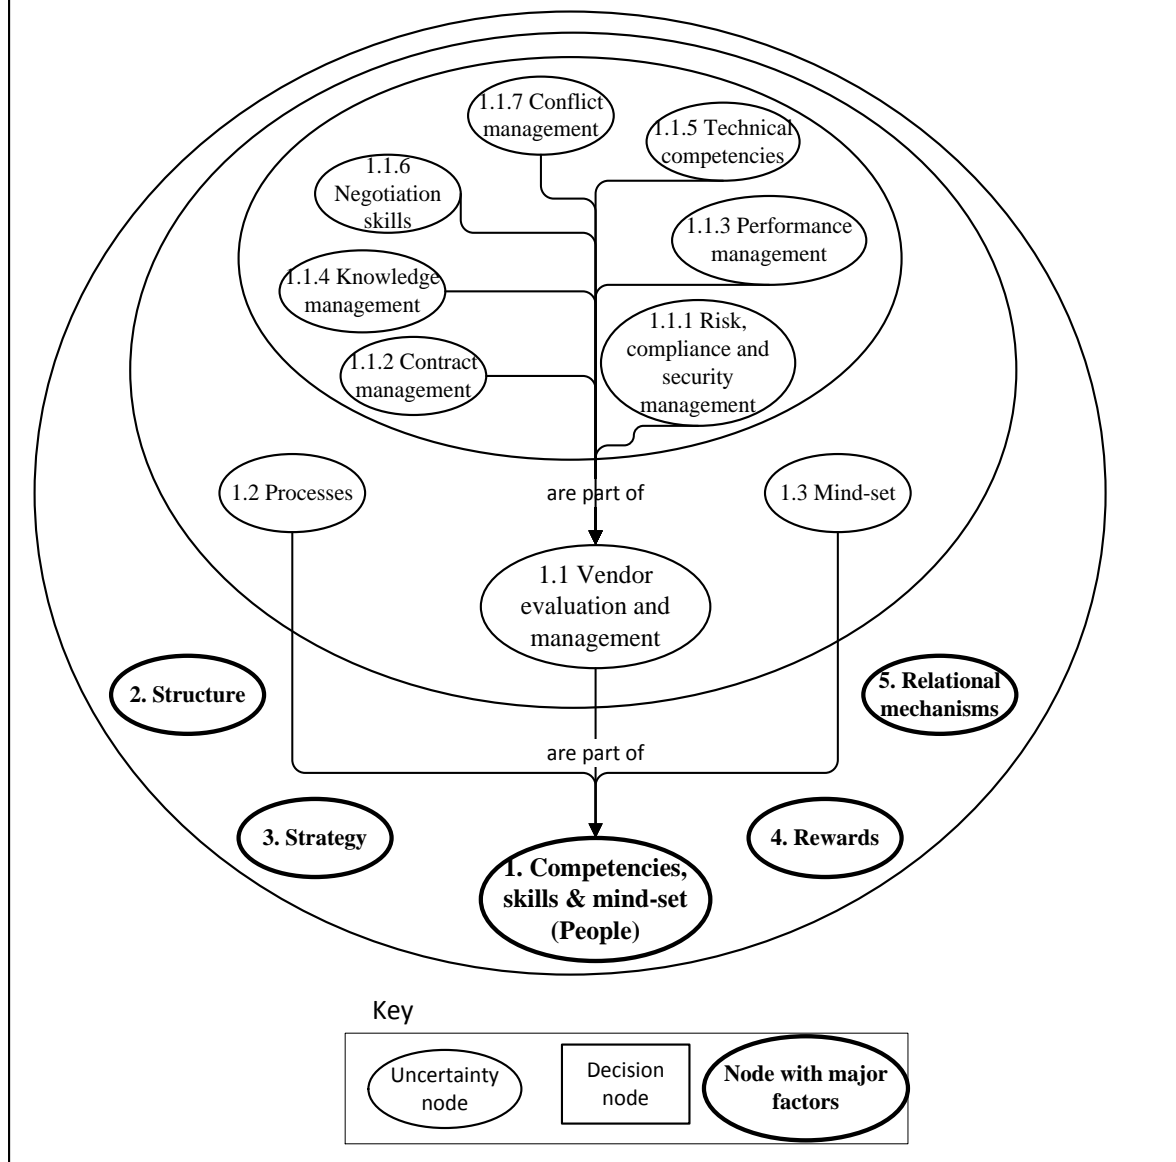 1.1.7 Conflict
management
1.1.5 Technical
competencies
1.1.6
Negotiation
skills
1.1.3 Performance
management
1.1.4 Knowledge
management
1.1.1 Risk,
compliance and
security
management
1.1.2 Contract
management
1.2 Processes
are part of
1.3 Mind-set
1.1 Vendor
evaluation and
management
2. Structure
5. Relational
mechanisms
are part of
3. Strategy
4. Rewards
1. Competencies,
skills & mind-set
(People)
Key
Uncertainty
node
Decision
node
Node with major
factors